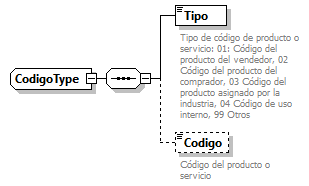 Tipo
Tipo de código de producto o
servicio: 01: Código del
producto del vendedor, 02
Código del producto del
comprador, 03 Código del
producto asignado por la
industria, 04 Código de uso
interno, 99 Otros
CodigoType
Codigo
Código del producto o
servicio